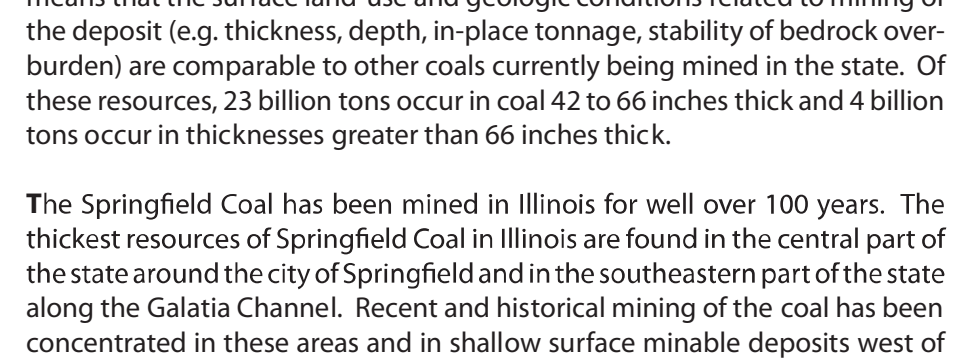 means that the surface land-use and geologic conditions related to mining of
the deposit (e.g. thickness, depth, in-place tonnage, stability of bedrock over-
burden) are comparable to other coals currently being mined in the state. Of
these resources, 23 billion tons occur in coal 42 to 66 inches thick and 4 billion
tons occur in thicknesses greater than 66 inches thick.
The Springfield Coal has been mined in Illinois for well over 100 years. The
thickest resources of Springfield Coal in Illinois are found in the central part of
the state around the city of Springfield and in the southeastern part of the state
along the Galatia Channel. Recent and historical mining of the coal has been
concentrated in these areas and in shallow surface minable deposits west of